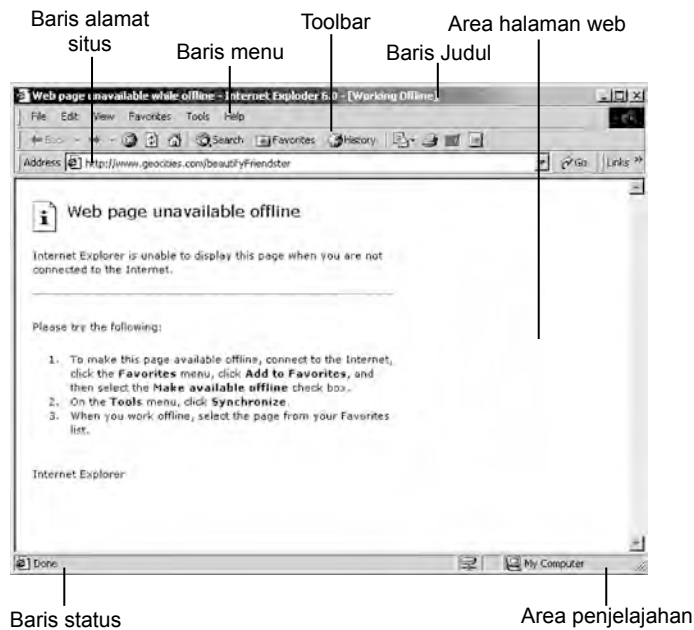 Baris alamat situs
Baris menu
Toolbar
Baris Judul
Area halaman web
Web page unavailable while offline - Internet Exploder 6.0 - [Working Offline]
File Edit View Favorites Tools Help
Back Search Favorites History
Address http://www.geocities.com/beautifyFriendster Go Links »
Web page unavailable offline
Internet Explorer is unable to display this page when you are not
connected to the Internet.
Please try the following:
1. To make this page available offline, connect to the Internet,
click the Favorites menu, click Add to Favorites, and
then select the Make available offline check box.
2. On the Tools menu, click Synchronize.
3. When you work offline, select the page from your Favorites
list.
Internet Explorer
Done My Computer
Baris status
Area penjelajahan